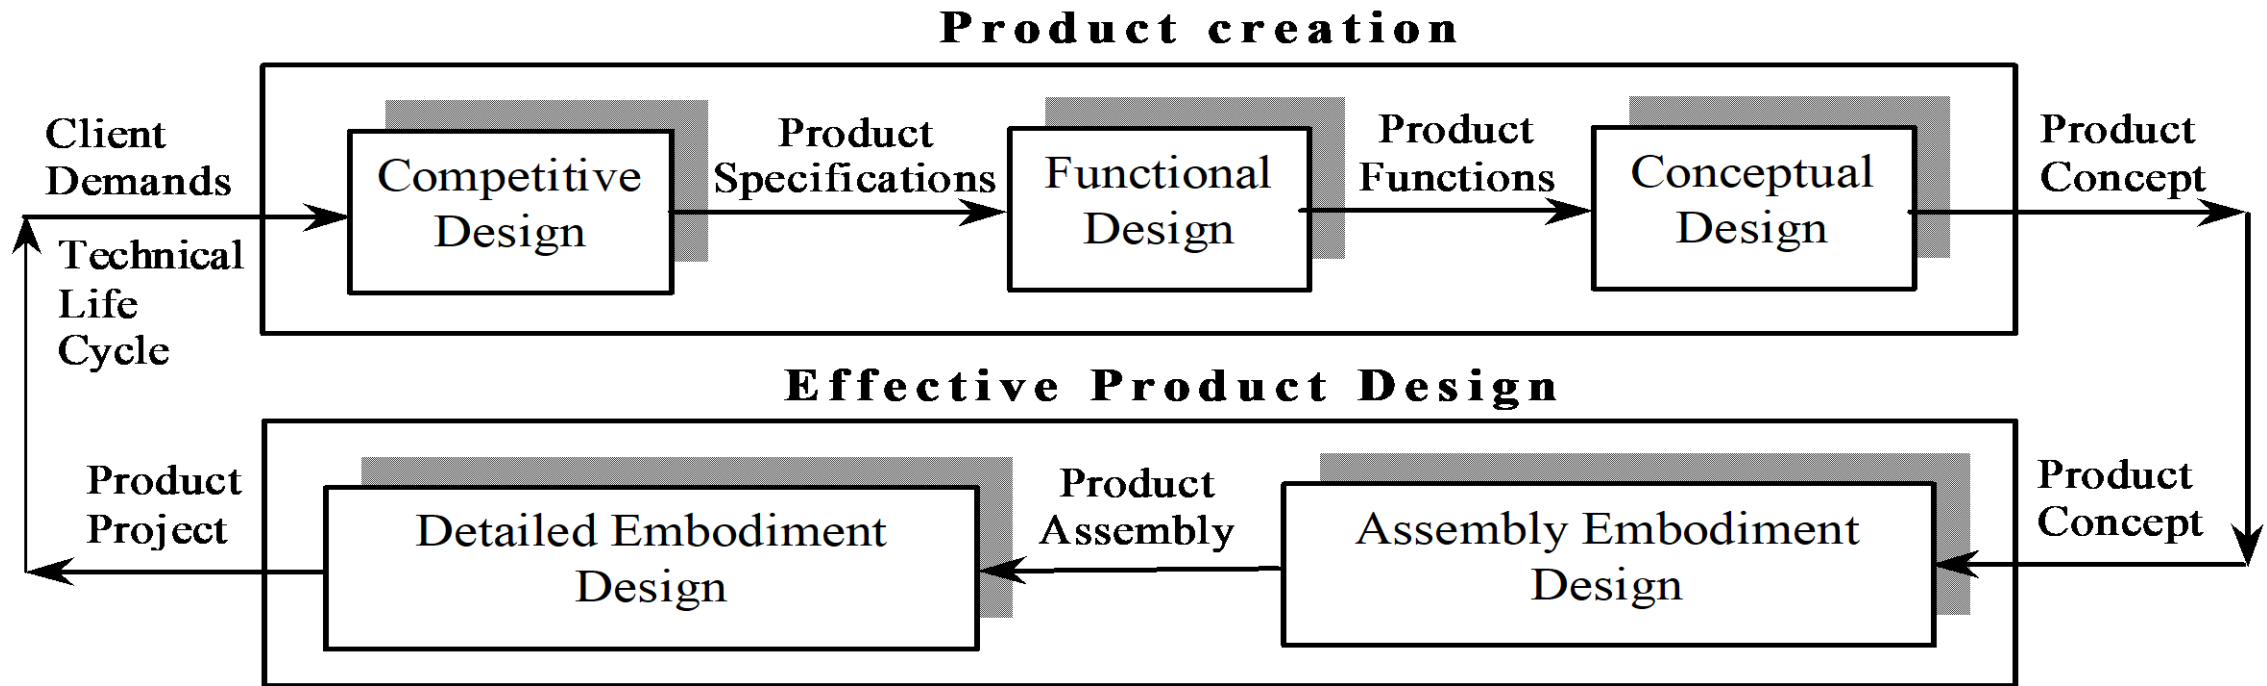 Product creation
Client
Demands
Competitive
Design
Product
Specifications
Functional
Design
Product
Functions
Conceptual
Design
Product
Concept
Technical
Life
Cycle
Effective Product Design
Product
Project
Detailed Embodiment
Design
Product
Assembly
Assembly Embodiment
Design
Product
Concept